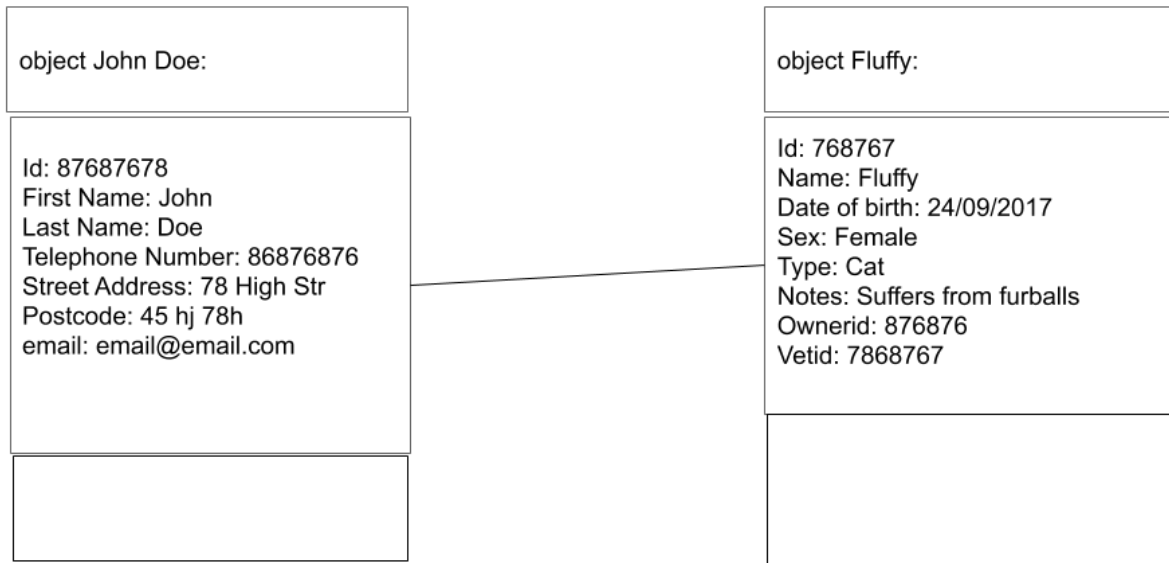 object John Doe:
Id: 87687678
First Name: John
Last Name: Doe
Telephone Number: 86876876
Street Address: 78 High Str
Postcode: 45 hj 78h
email: email@email.com
object Fluffy:
Id: 768767
Name: Fluffy
Date of birth: 24/09/2017
Sex: Female
Type: Cat
Notes: Suffers from furballs
Ownerid: 876876
Vetid: 7868767